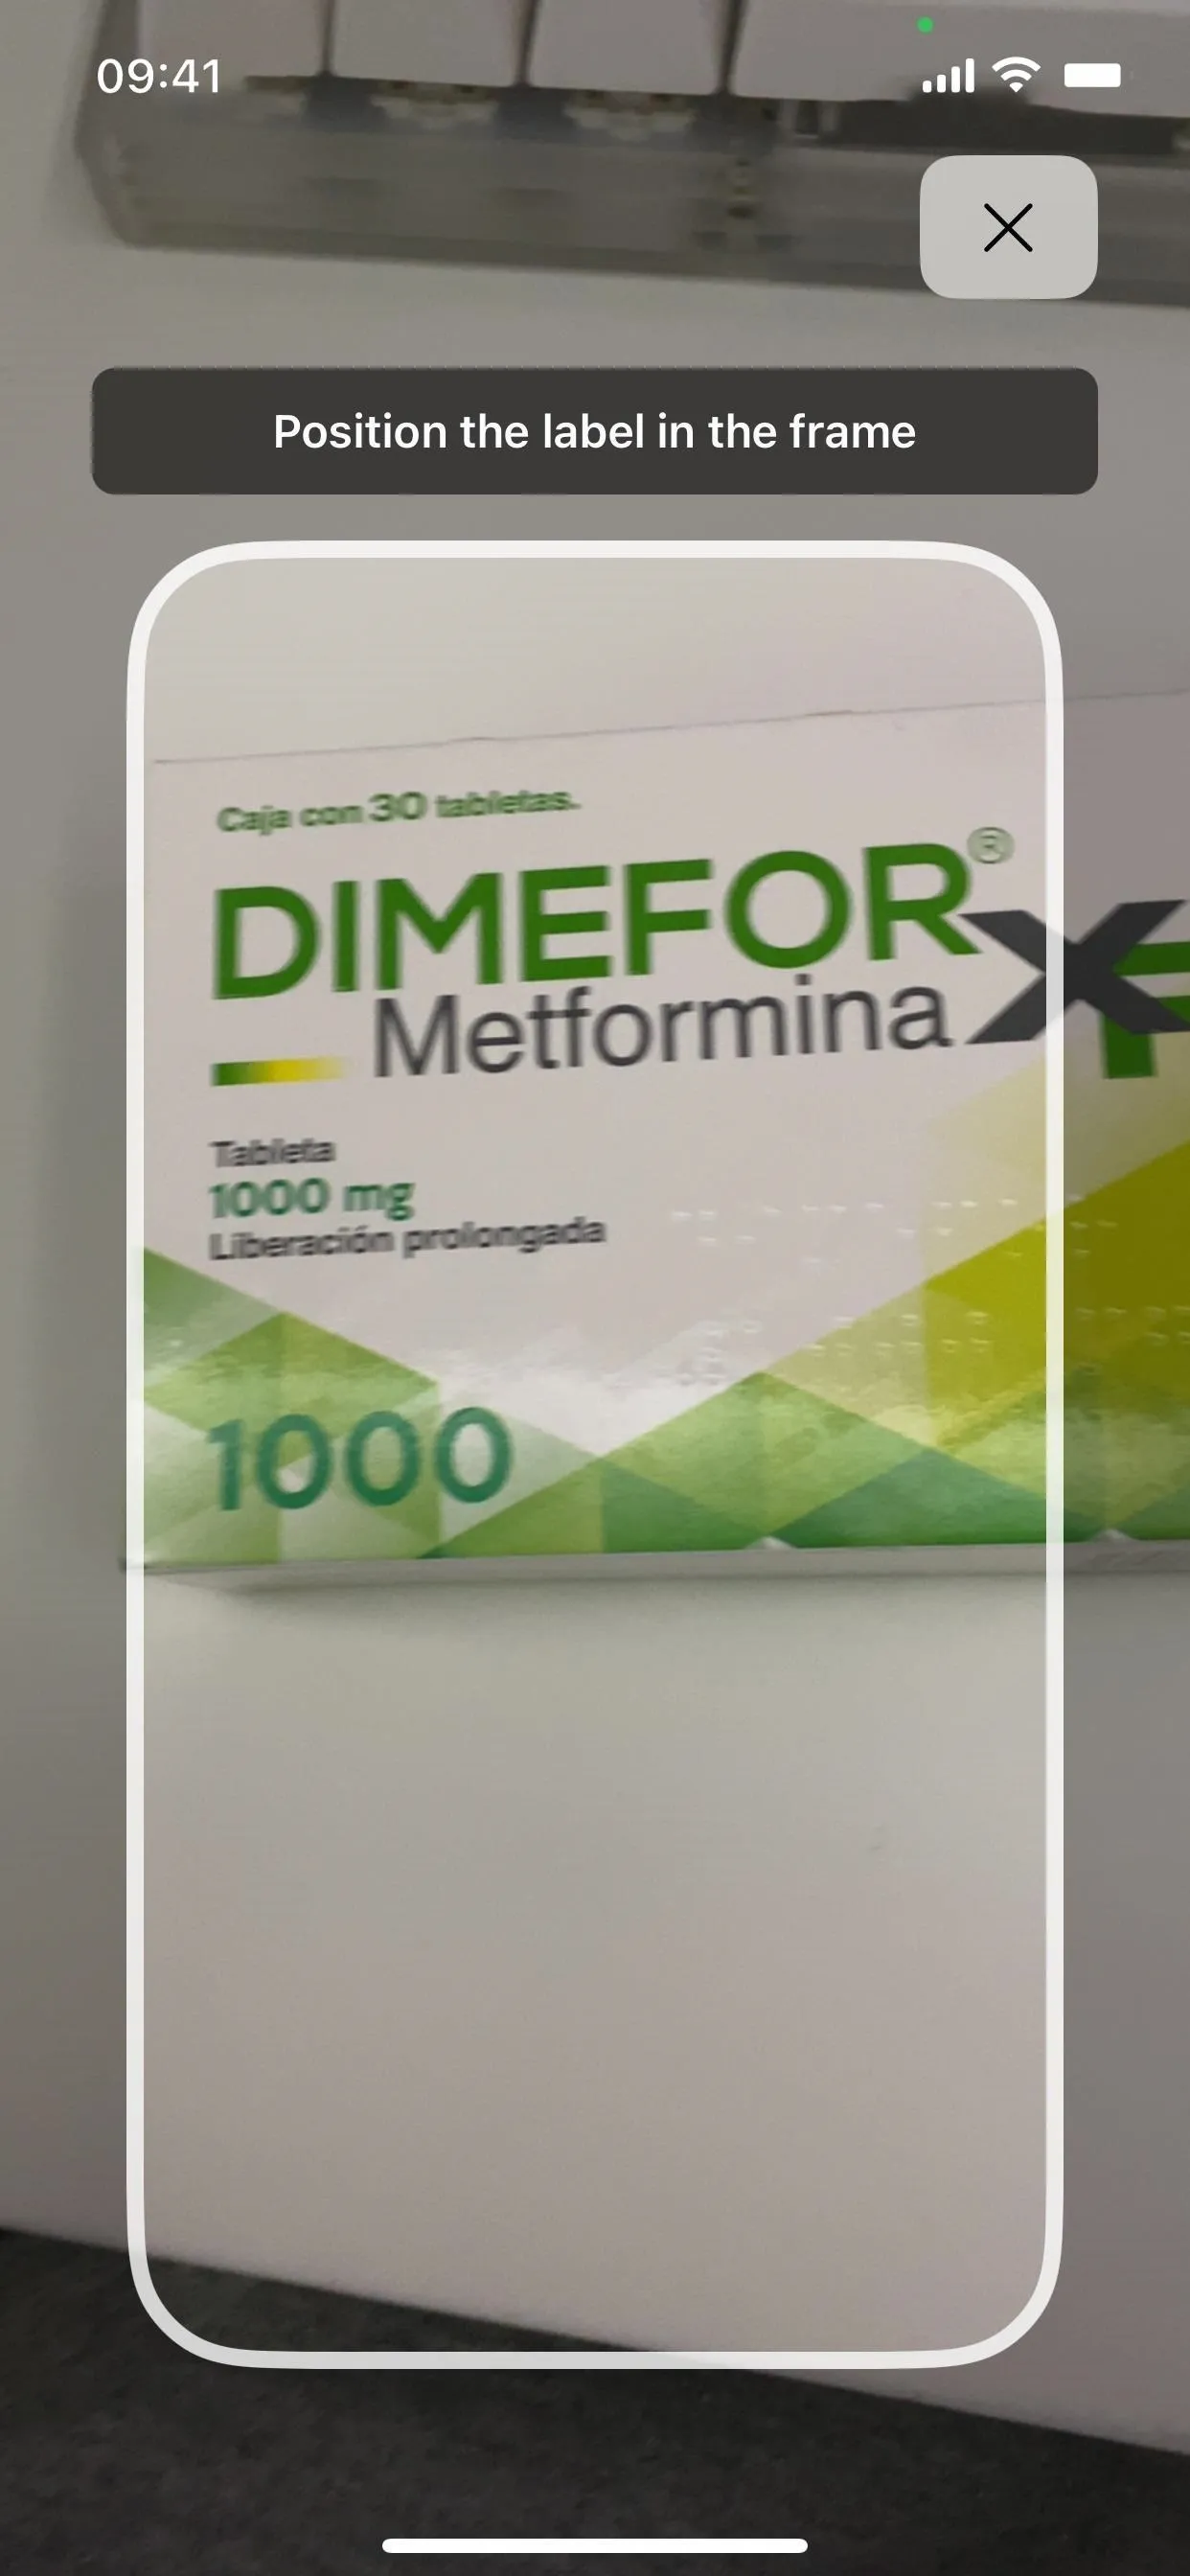 09:41
Position the label in the frame
Caja con 30 tabletas.
DIMEFOR®
X
Metformina
Tableta
1000 mg
Liberación prolongada
1000